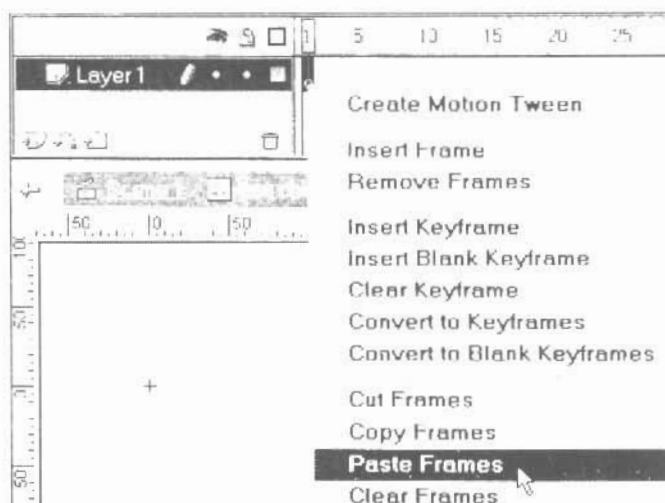 1 5 10 15 20 25
Layer 1
Create Motion Tween
Insert Frame
Remove Frames
50 0 50
Insert Keyframe
Insert Blank Keyframe
Clear Keyframe
Convert to Keyframes
Convert to Blank Keyframes
Cut Frames
Copy Frames
Paste Frames
Clear Frames
100
50
0
50